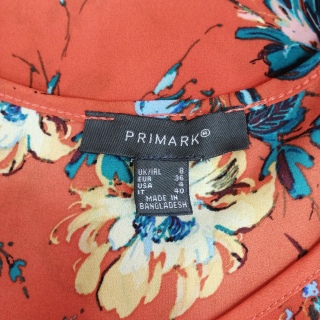 PRIMARK®
UK/IRL 8
EUR 36
USA 4
IT 40
MADE IN
BANGLADESH